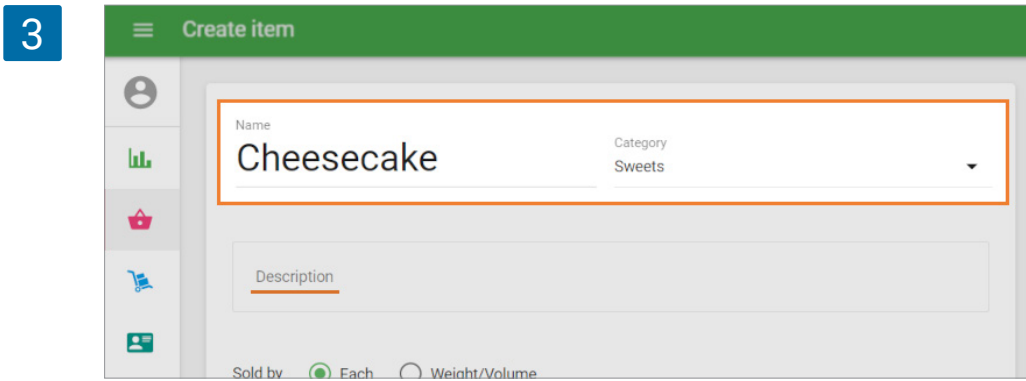 3
Create item
Name
Cheesecake
Category
Sweets
Description
Sold by Each Weight/Volume